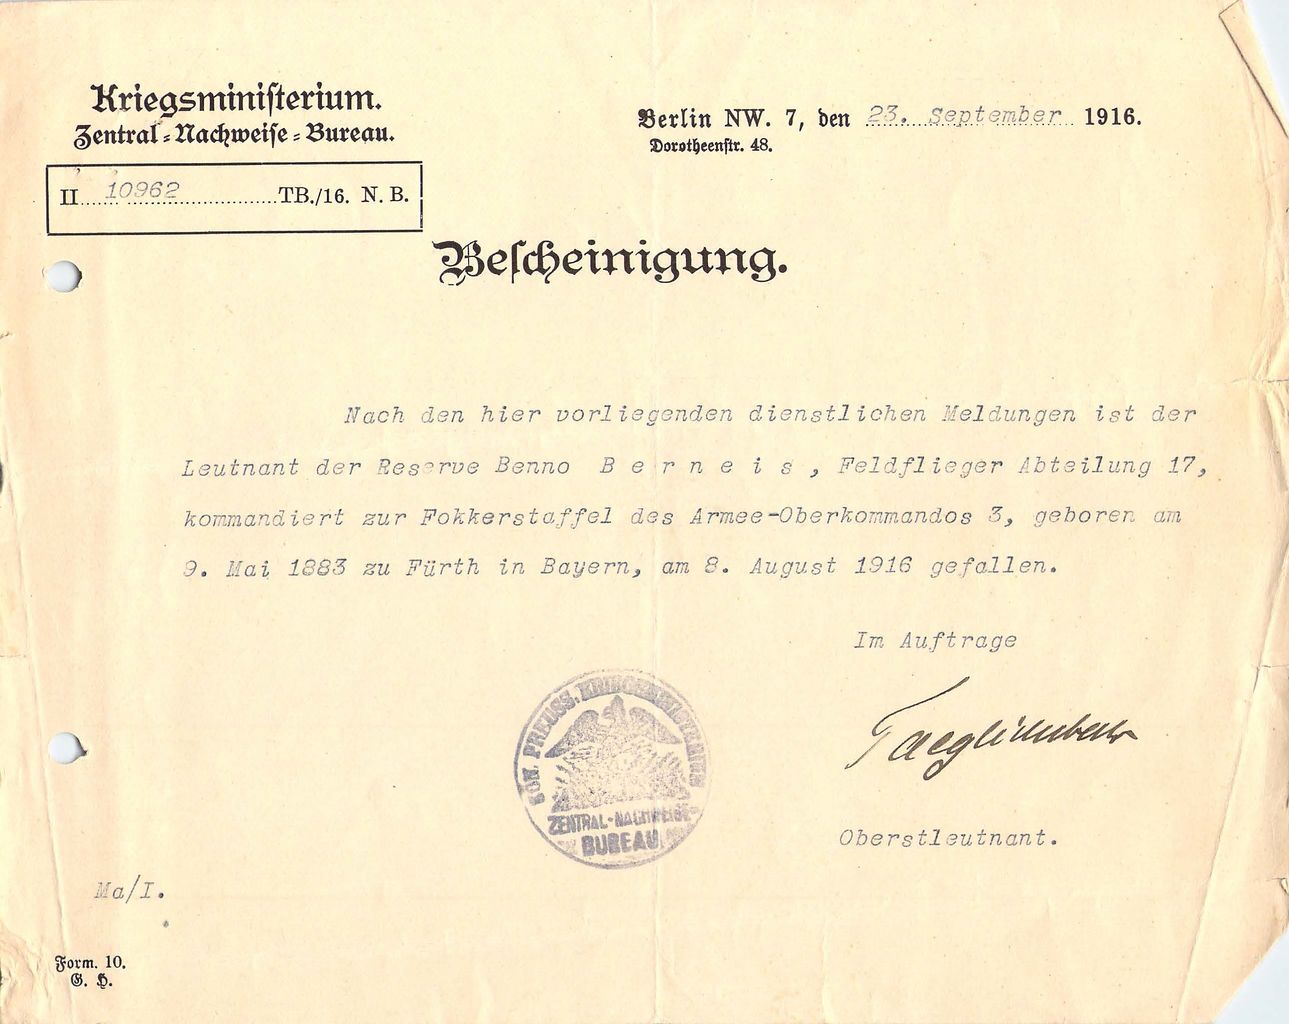 Kriegsministerium.
Zentral-Nachweise-Bureau.
Berlin NW. 7, den 23. September 1916.
Dorotheenstr. 48.
II 10962 TB./16. N. B.
Bescheinigung.
Nach den hier vorliegenden dienstlichen Meldungen ist der
Leutnant der Reserve Benno B e r n e i s , Feldflieger Abteilung 17,
kommandiert zur Fokkerstaffel des Armee-Oberkommandos 3, geboren am
9. Mai 1883 zu Fürth in Bayern, am 8. August 1916 gefallen.
Im Auftrage
KÖN. PREUSS. KRIEGSMINISTERIUM
ZENTRAL-NACHWEISE-
BUREAU
Oberstleutnant.
Ma/I.
Form. 10.
G. H.